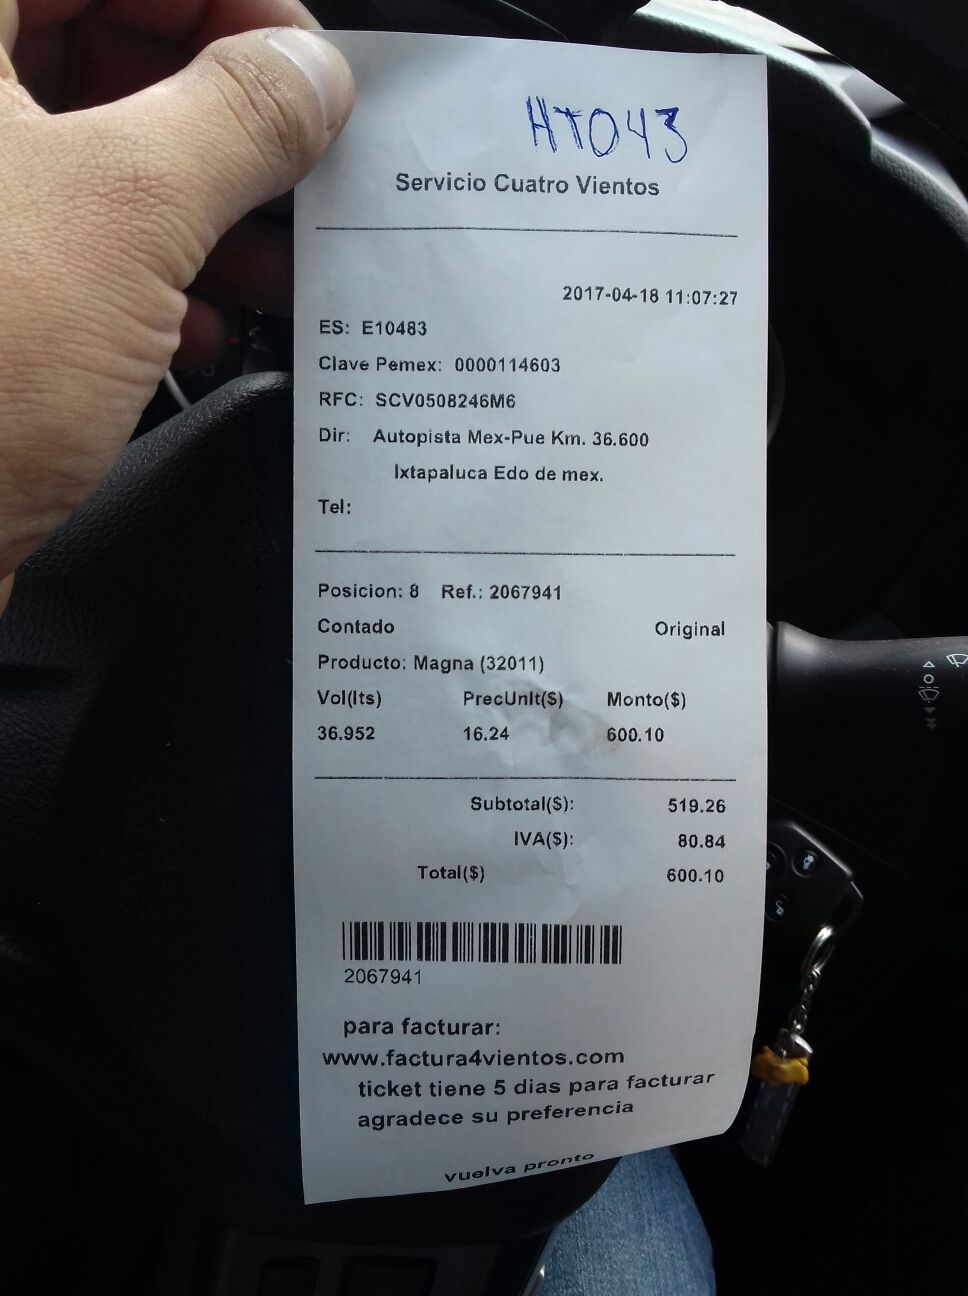 HTO43
Servicio Cuatro Vientos
2017-04-18 11:07:27
ES: E10483
Clave Pemex: 0000114603
RFC: SCV0508246M6
Dir: Autopista Mex-Pue Km. 36.600
Ixtapaluca Edo de mex.
Tel:
Posicion: 8 Ref.: 2067941
Contado Original
Producto: Magna (32011)
Vol(lts) PrecUnit($) Monto($)
36.952 16.24 600.10
Subtotal($): 519.26
IVA($): 80.84
Total($) 600.10
2067941
para facturar:
www.factura4vientos.com
ticket tiene 5 dias para facturar
agradece su preferencia
vuelva pronto